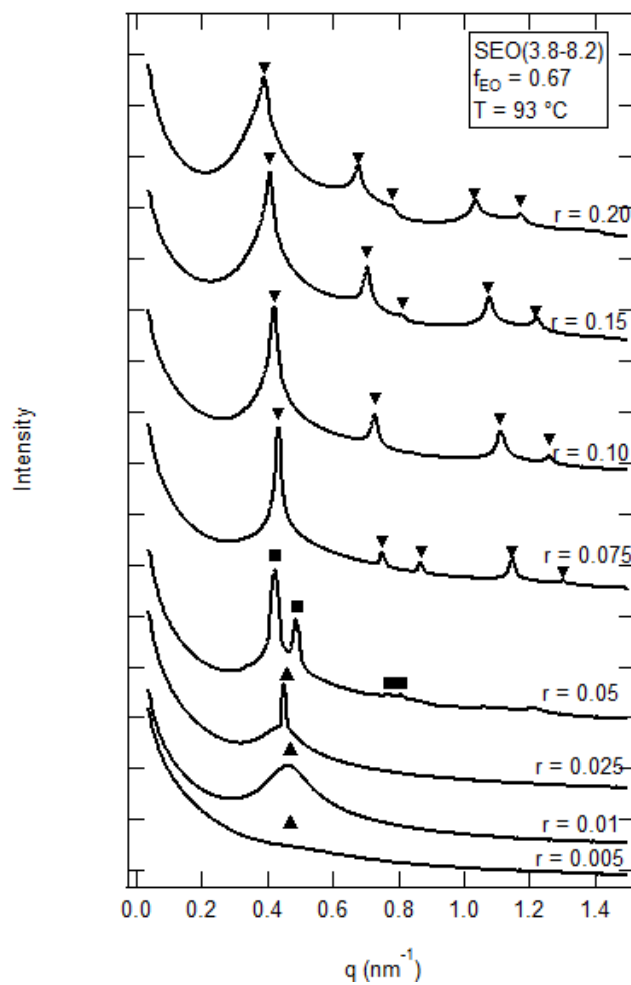 SEO(3.8-8.2)
f_EO = 0.67
T = 93 °C
r = 0.20
r = 0.15
r = 0.10
r = 0.075
r = 0.05
r = 0.025
r = 0.01
r = 0.005
Intensity
0.0 0.2 0.4 0.6 0.8 1.0 1.2 1.4
q (nm⁻¹)